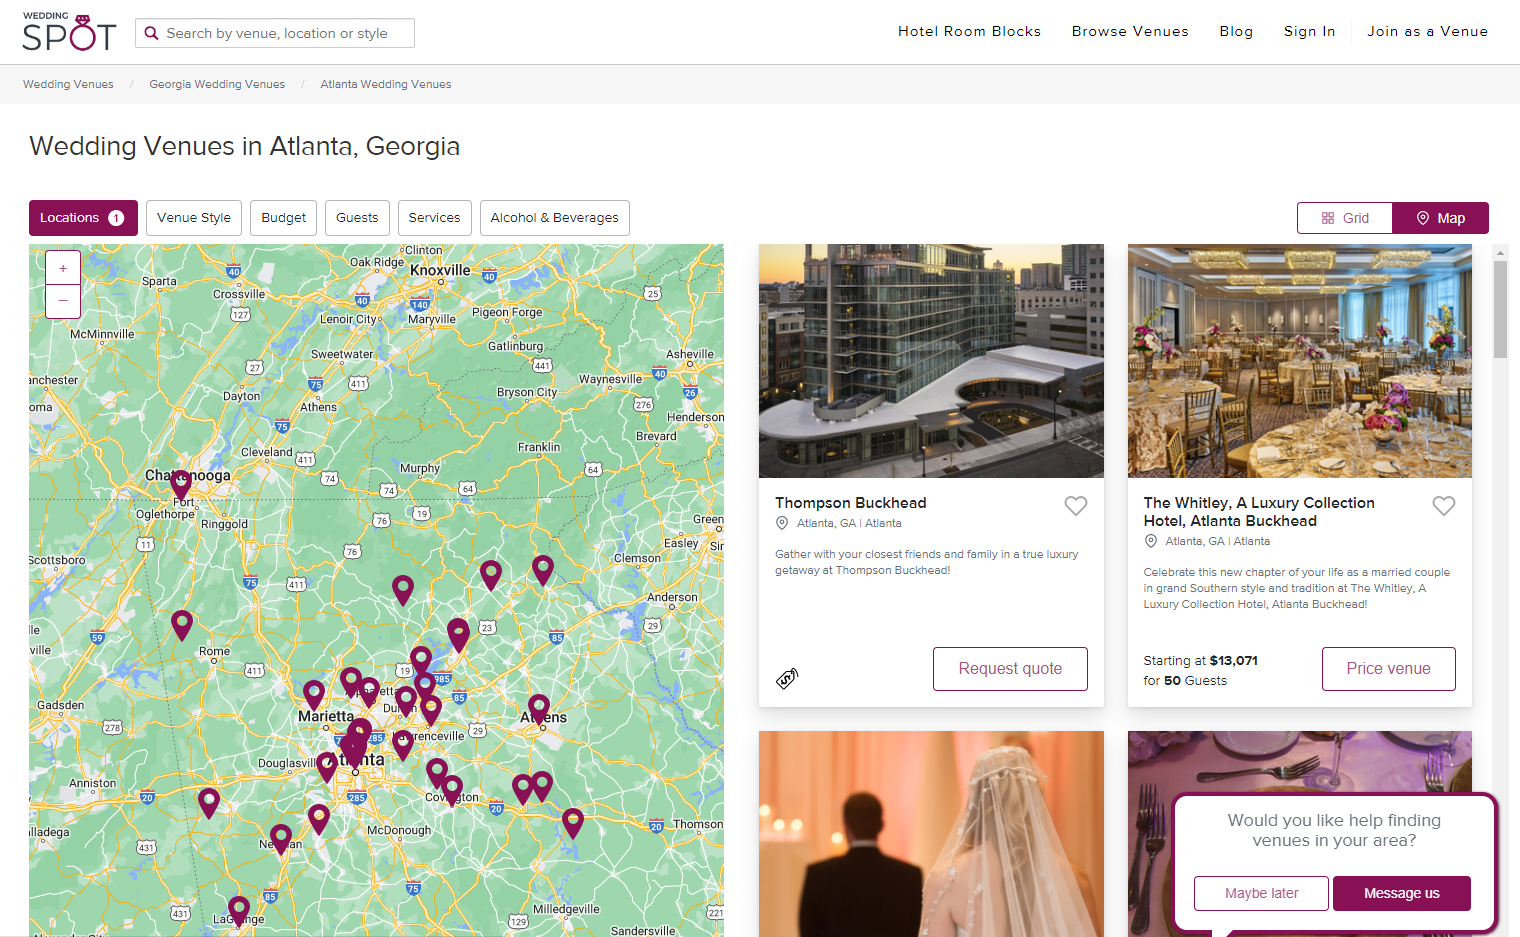 WEDDING
SPOT
Search by venue, location or style
Hotel Room Blocks
Browse Venues
Blog
Sign In
Join as a Venue
Wedding Venues / Georgia Wedding Venues / Atlanta Wedding Venues
Wedding Venues in Atlanta, Georgia
Locations 1
Venue Style
Budget
Guests
Services
Alcohol & Beverages
Grid
Map
+
−
Clinton
Oak Ridge
Knoxville
40
40
Sparta
Crossville
25
40
140
127
Lenoir City
Maryville
Pigeon Forge
McMinnville
Gatlinburg
Sweetwater
Asheville
27
441
40
anchester
75
411
Waynesville
26
Dayton
Bryson City
oma
Athens
276
Henderson
75
Brevard
Franklin
Cleveland
411
Murphy
64
Chattanooga
74
74
64
Fort
Oglethorpe
Ringgold
76
19
Green
11
76
Easley
Sim
Scottsboro
Clemson
75
411
Anderson
23
29
lle
59
85
ville
Rome
411
19
985
Alpharetta
85
Gadsden
Marietta
Athens
278
29
285
Lawrenceville
Douglasville
Atlanta
Anniston
20
285
Covington
20
McDonough
20
Thomson
lladega
431
Newnan
85
75
431
LaGrange
129
Milledgeville
221
Sandersville
Thompson Buckhead
Atlanta, GA | Atlanta
Gather with your closest friends and family in a true luxury
getaway at Thompson Buckhead!
Request quote
The Whitley, A Luxury Collection
Hotel, Atlanta Buckhead
Atlanta, GA | Atlanta
Celebrate this new chapter of your life as a married couple
in grand Southern style and tradition at The Whitley, A
Luxury Collection Hotel, Atlanta Buckhead!
Starting at $13,071
for 50 Guests
Price venue
Would you like help finding
venues in your area?
Maybe later
Message us